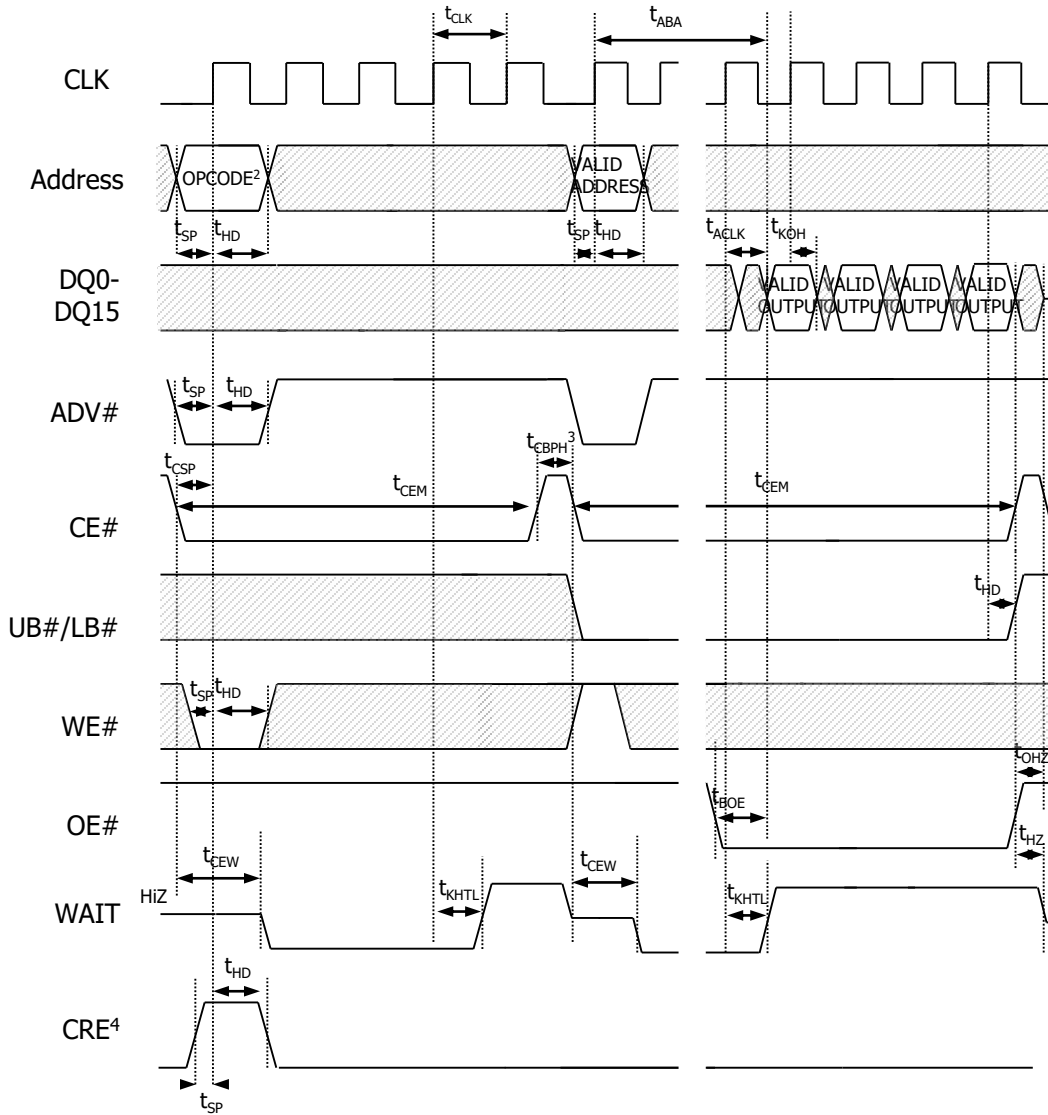 tCLK
tABA
CLK
Address
OPCODE2
VALID
ADDRESS
tSP
tHD
tSP
tHD
tACLK
tKOH
DQ0-
DQ15
VALID
OUTPUT
VALID
OUTPUT
VALID
OUTPUT
VALID
OUTPUT
ADV#
tSP
tHD
tCBPH3
tCSP
tCEM
tCEM
CE#
UB#/LB#
tHD
WE#
tSP
tHD
tOHZ
OE#
tBOE
tHZ
tCEW
tCEW
HiZ
WAIT
tKHTL
tKHTL
tHD
CRE4
tSP